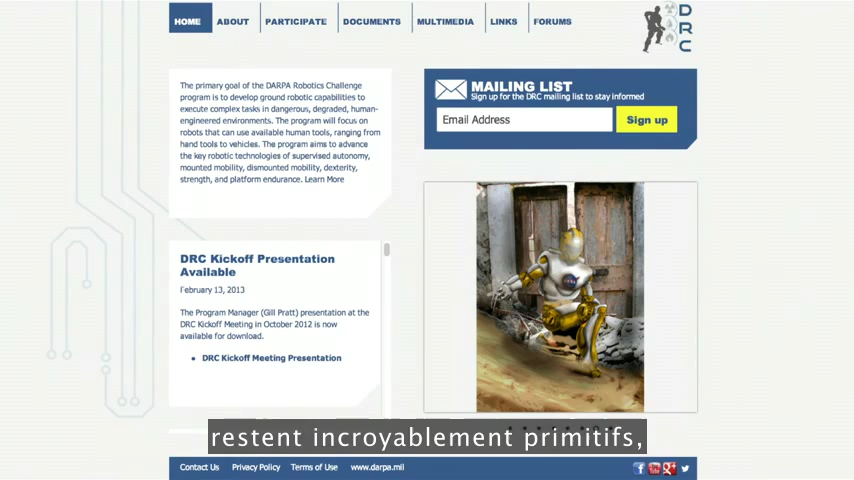 HOME ABOUT PARTICIPATE DOCUMENTS MULTIMEDIA LINKS FORUMS
D
R
C
The primary goal of the DARPA Robotics Challenge
program is to develop ground robotic capabilities to
execute complex tasks in dangerous, degraded, human-
engineered environments. The program will focus on
robots that can use available human tools, ranging from
hand tools to vehicles. The program aims to advance
the key robotic technologies of supervised autonomy,
mounted mobility, dismounted mobility, dexterity,
strength, and platform endurance. Learn More
MAILING LIST
Sign up for the DRC mailing list to stay informed
Email Address Sign up
DRC Kickoff Presentation
Available
February 13, 2013
The Program Manager (Gill Pratt) presentation at the
DRC Kickoff Meeting in October 2012 is now
available for download.
• DRC Kickoff Meeting Presentation
restent incroyablement primitifs,
Contact Us Privacy Policy Terms of Use www.darpa.mil